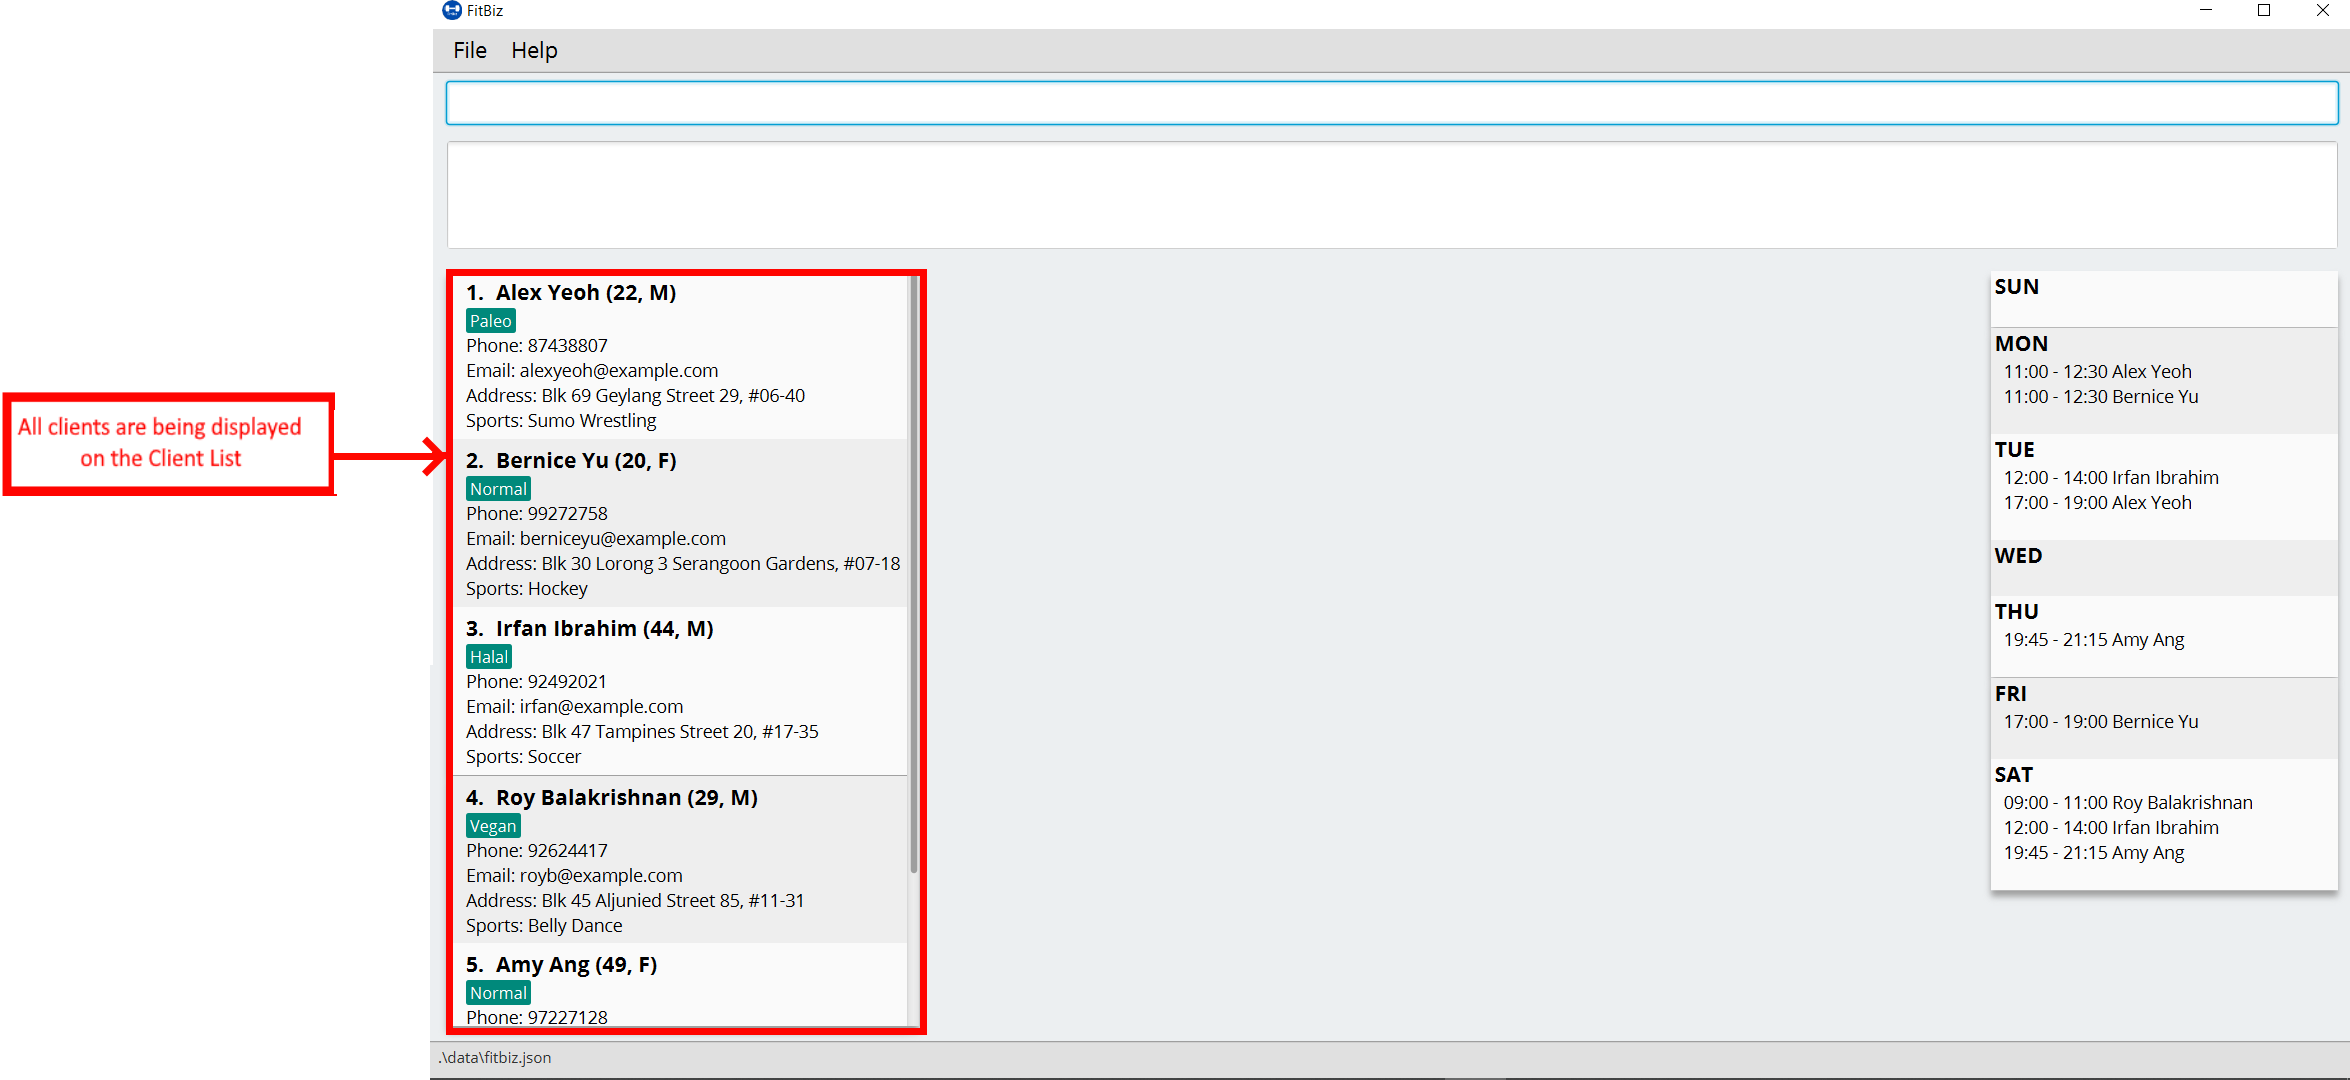 FitBiz
File Help
All clients are being displayed
on the Client List
1. Alex Yeoh (22, M)
Paleo
Phone: 87438807
Email: alexyeoh@example.com
Address: Blk 69 Geylang Street 29, #06-40
Sports: Sumo Wrestling
2. Bernice Yu (20, F)
Normal
Phone: 99272758
Email: berniceyu@example.com
Address: Blk 30 Lorong 3 Serangoon Gardens, #07-18
Sports: Hockey
3. Irfan Ibrahim (44, M)
Halal
Phone: 92492021
Email: irfan@example.com
Address: Blk 47 Tampines Street 20, #17-35
Sports: Soccer
4. Roy Balakrishnan (29, M)
Vegan
Phone: 92624417
Email: royb@example.com
Address: Blk 45 Aljunied Street 85, #11-31
Sports: Belly Dance
5. Amy Ang (49, F)
Normal
Phone: 97227128
SUN
MON
11:00 - 12:30 Alex Yeoh
11:00 - 12:30 Bernice Yu
TUE
12:00 - 14:00 Irfan Ibrahim
17:00 - 19:00 Alex Yeoh
WED
THU
19:45 - 21:15 Amy Ang
FRI
17:00 - 19:00 Bernice Yu
SAT
09:00 - 11:00 Roy Balakrishnan
12:00 - 14:00 Irfan Ibrahim
19:45 - 21:15 Amy Ang
.\data\fitbiz.json